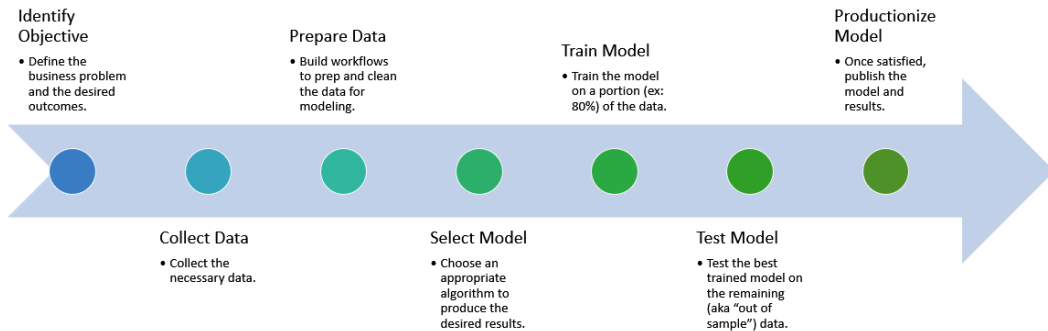 Identify
Objective
• Define the
business problem
and the desired
outcomes.
Collect Data
• Collect the
necessary data.
Prepare Data
• Build workflows
to prep and clean
the data for
modeling.
Select Model
• Choose an
appropriate
algorithm to
produce the
desired results.
Train Model
• Train the model
on a portion (ex:
80%) of the data.
Test Model
• Test the best
trained model on
the remaining
(aka “out of
sample”) data.
Productionize
Model
• Once satisfied,
publish the
model and
results.